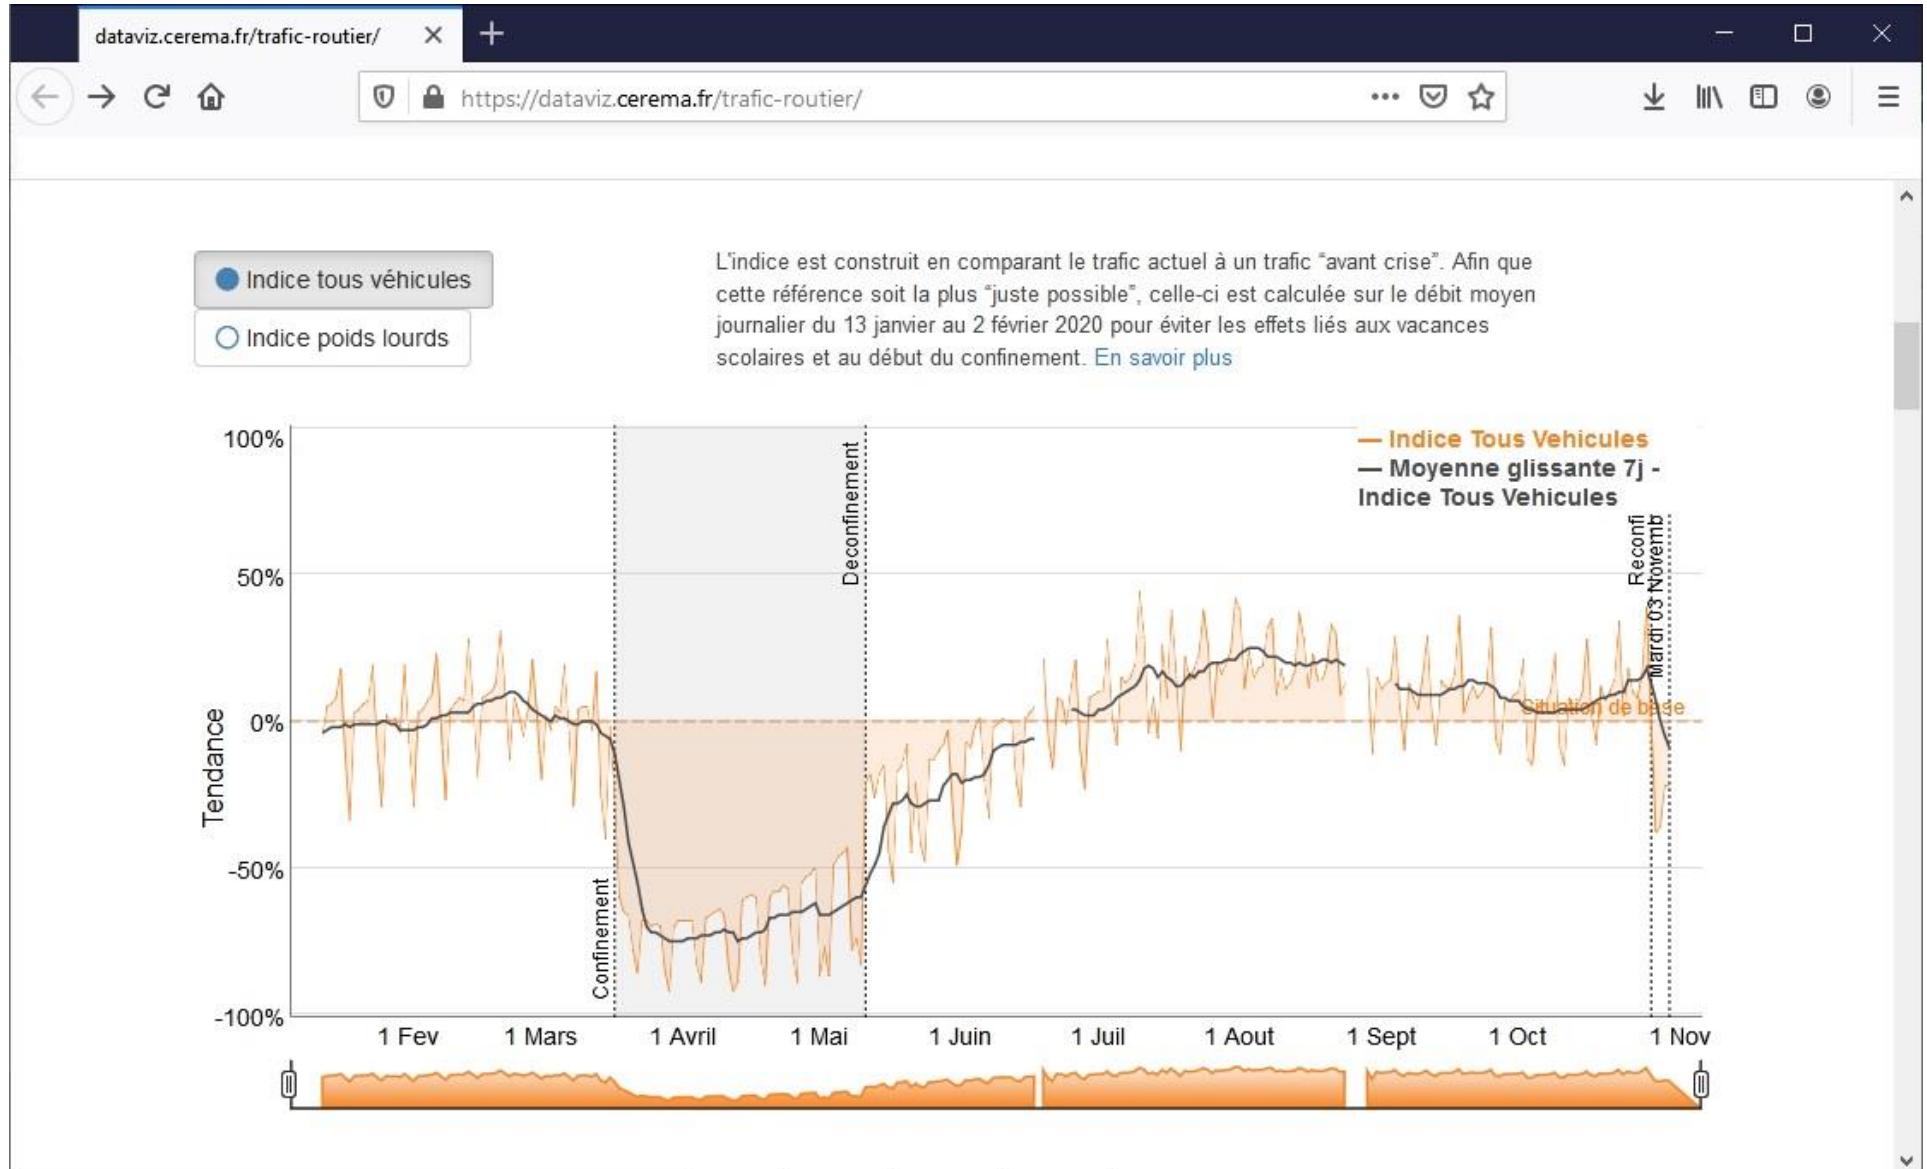 dataviz.cerema.fr/trafic-routier/
https://dataviz.cerema.fr/trafic-routier/
Indice tous véhicules
Indice poids lourds
L'indice est construit en comparant le trafic actuel à un trafic “avant crise”. Afin que
cette référence soit la plus “juste possible”, celle-ci est calculée sur le débit moyen
journalier du 13 janvier au 2 février 2020 pour éviter les effets liés aux vacances
scolaires et au début du confinement. En savoir plus
— Indice Tous Vehicules
— Moyenne glissante 7j -
Indice Tous Vehicules
100%
50%
0%
-50%
-100%
Tendance
Confinement
Deconfinement
Reconfi
Mardi 03 Novemb
Situation de base
1 Fev
1 Mars
1 Avril
1 Mai
1 Juin
1 Juil
1 Aout
1 Sept
1 Oct
1 Nov